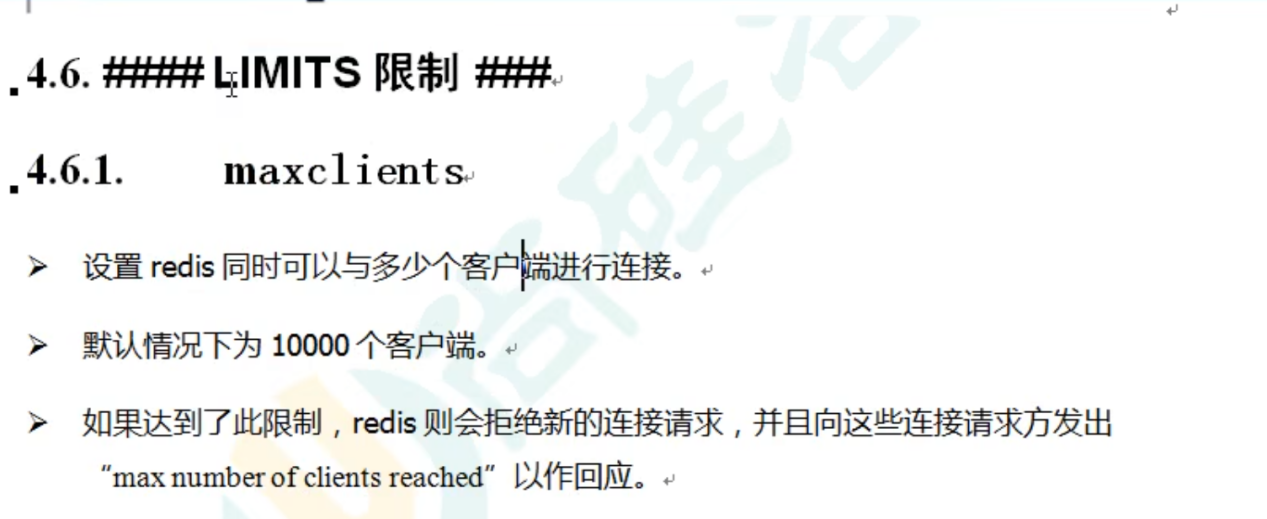 4.6. #### LIMITS 限制 ###
4.6.1. maxclients
➢ 设置 redis 同时可以与多少个客户端进行连接。
➢ 默认情况下为 10000 个客户端。
➢ 如果达到了此限制，redis 则会拒绝新的连接请求，并且向这些连接请求方发出
“max number of clients reached”以作回应。